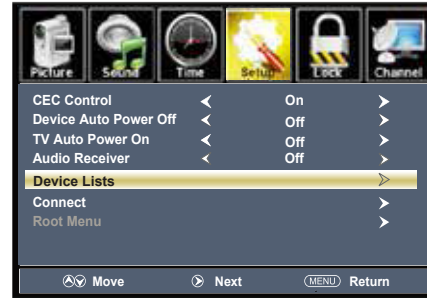 Picture Sound Time Setup Lock Channel
CEC Control On
Device Auto Power Off Off
TV Auto Power On Off
Audio Receiver Off
Device Lists
Connect
Root Menu
Move Next MENU Return